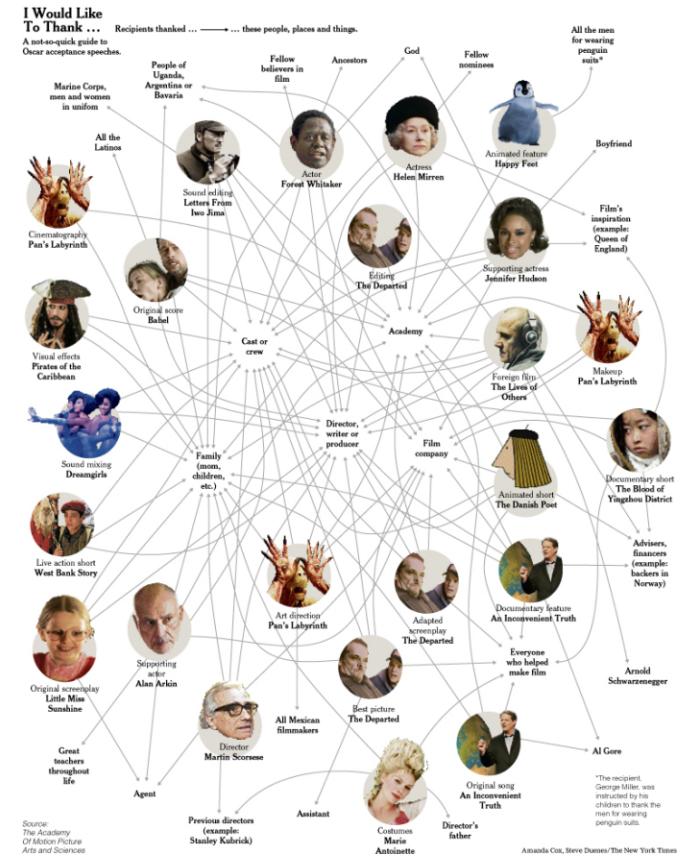 I Would Like
To Thank ...
A not-so-quick guide to
Oscar acceptance speeches.
Recipients thanked ... ... these people, places and things.
Marine Corps,
men and women
in unifom
People of
Uganda,
Argentina or
Bavaria
Fellow
believers in
film
Ancestors
God
Fellow
nominees
All the men
for wearing
penguin
suits*
All the
Latinos
Sound editing
Letters From
Iwo Jima
Actor
Forest Whitaker
Actress
Helen Mirren
Animated feature
Happy Feet
Boyfriend
Cinematography
Pan's Labyrinth
Original score
Babel
Editing
The Departed
Supporting actress
Jennifer Hudson
Film's
inspiration
(example:
Queen of
England)
Visual effects
Pirates of the
Caribbean
Cast or
crew
Academy
Foreign film
The Lives of
Others
Makeup
Pan's Labyrinth
Sound mixing
Dreamgirls
Family
(mom,
children,
etc.)
Director,
writer or
producer
Film
company
Animated short
The Danish Poet
Documentary short
The Blood of
Yingzhou District
Live action short
West Bank Story
Art direction
Pan's Labyrinth
Adapted
screenplay
The Departed
Documentary feature
An Inconvenient Truth
Advisers,
financers
(example:
backers in
Norway)
Original screenplay
Little Miss
Sunshine
Supporting
actor
Alan Arkin
Everyone
who helped
make film
Arnold
Schwarzenegger
Director
Martin Scorsese
All Mexican
filmmakers
Best picture
The Departed
Great
teachers
throughout
life
Agent
Previous directors
(example:
Stanley Kubrick)
Assistant
Costumes
Marie
Antoinette
Director's
father
Original song
An Inconvenient
Truth
Al Gore
*The recipient,
George Miller, was
instructed by his
children to thank the
men for wearing
penguin suits.
Source:
The Academy
Of Motion Picture
Arts and Sciences
Amanda Cox, Steve Duenes/The New York Times